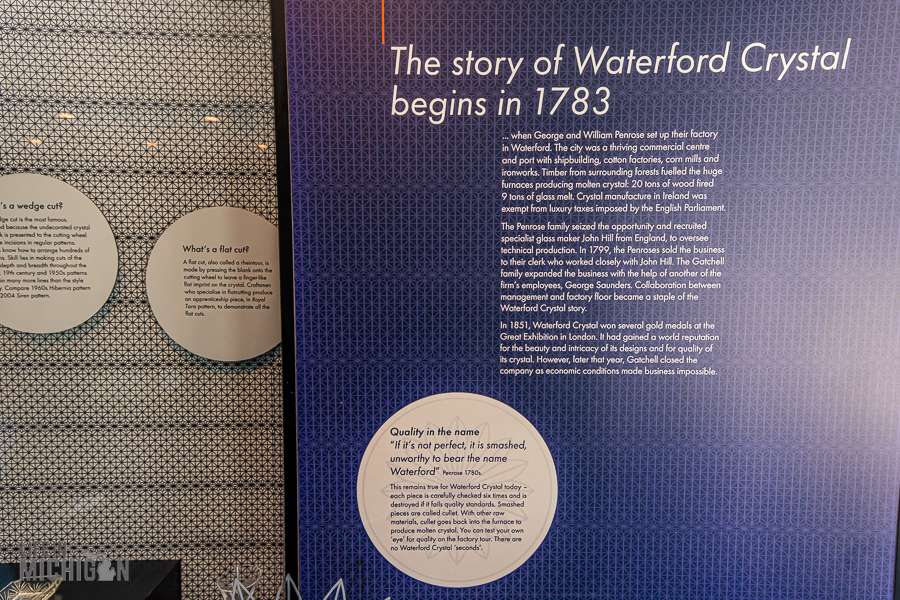 The story of Waterford Crystal
begins in 1783
... when George and William Penrose set up their factory
in Waterford. The city was a thriving commercial centre
and port with shipbuilding, cotton factories, corn mills and
ironworks. Timber from surrounding forests fuelled the huge
furnaces producing molten crystal: 20 tons of wood fired
9 tons of glass melt. Crystal manufacture in Ireland was
exempt from luxury taxes imposed by the English Parliament.
The Penrose family seized the opportunity and recruited
specialist glass maker John Hill from England, to oversee
technical production. In 1799, the Penroses sold the business
to their clerk who worked closely with John Hill. The Gatchell
family expanded the business with the help of another of the
firm's employees, George Saunders. Collaboration between
management and factory floor became a staple of the
Waterford Crystal story.
In 1851, Waterford Crystal won several gold medals at the
Great Exhibition in London. It had gained a world reputation
for the beauty and intricacy of its designs and for quality of
its crystal. However, later that year, Gatchell closed the
company as economic conditions made business impossible.
Quality in the name
"If it's not perfect, it is smashed,
unworthy to bear the name
Waterford" Penrose 1780s.
This remains true for Waterford Crystal today –
each piece is carefully checked six times and is
destroyed if it fails quality standards. Smashed
pieces are called cullet. With other raw
materials, cullet goes back into the furnace to
produce molten crystal. You can test your own
'eye' for quality on the factory tour. There are
no Waterford Crystal 'seconds'.
's a wedge cut?
dge cut is the most famous.
d because the undecorated crystal
k is presented to the cutting wheel
e incisions in regular patterns.
know how to arrange hundreds of
s. Skill lies in making cuts of the
depth and breadth throughout the
. 19th century and 1950s patterns
n many more lines than the style
y. Compare 1960s Hibernia pattern
2004 Siren pattern.
What's a flat cut?
A flat cut, also called a rheintour, is
made by pressing the blank onto the
cutting wheel to leave a finger-like
flat imprint on the crystal. Craftsmen
who specialise in flatcutting produce
an apprenticeship piece, in Royal
Tara pattern, to demonstrate all the
flat cuts.
MICHIGAN